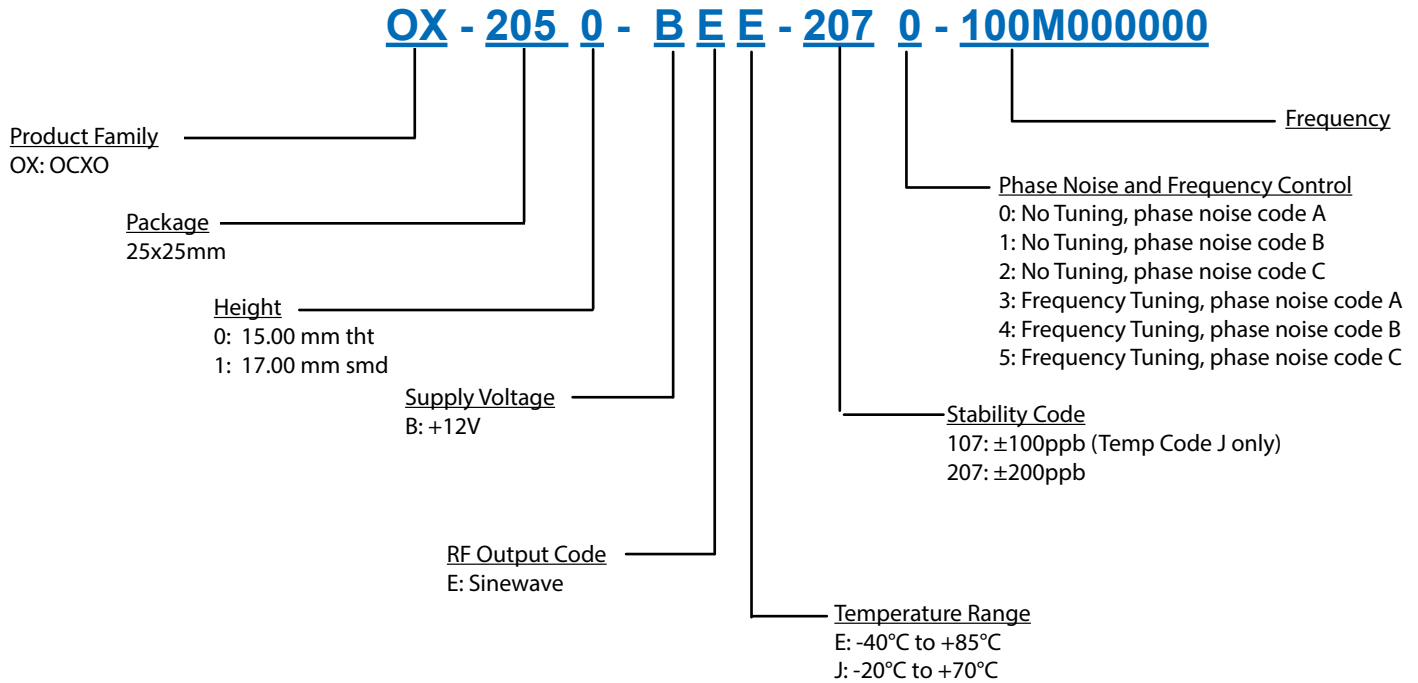 OX - 205 0 - B E E - 207 0 - 100M000000
Product Family
OX: OCXO
Package
25x25mm
Height
0: 15.00 mm tht
1: 17.00 mm smd
Supply Voltage
B: +12V
RF Output Code
E: Sinewave
Temperature Range
E: -40°C to +85°C
J: -20°C to +70°C
Stability Code
107: ±100ppb (Temp Code J only)
207: ±200ppb
Phase Noise and Frequency Control
0: No Tuning, phase noise code A
1: No Tuning, phase noise code B
2: No Tuning, phase noise code C
3: Frequency Tuning, phase noise code A
4: Frequency Tuning, phase noise code B
5: Frequency Tuning, phase noise code C
Frequency